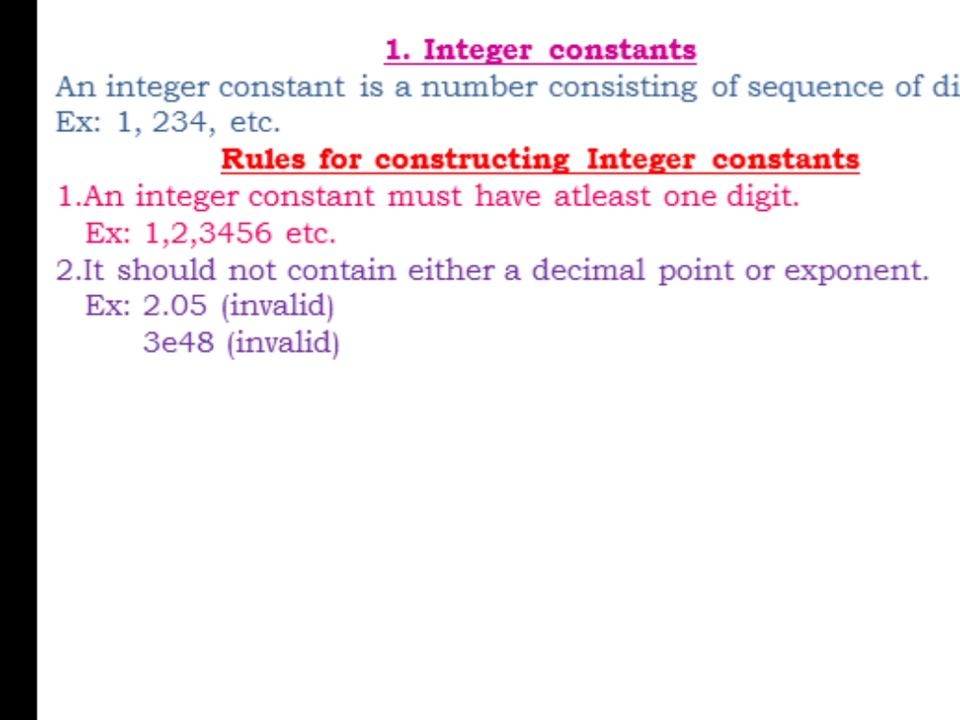 1. Integer constants
An integer constant is a number consisting of sequence of
Ex: 1, 234, etc.
Rules for constructing Integer constants
1.An integer constant must have atleast one digit.
Ex: 1,2,3456 etc.
2.It should not contain either a decimal point or exponent.
Ex: 2.05 (invalid)
3e48 (invalid)